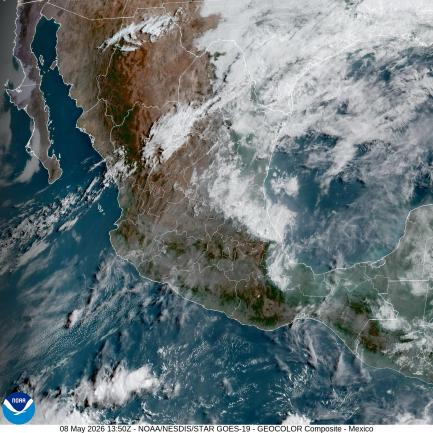 NOAA
08 May 2026 13:50Z - NOAA/NESDIS/STAR GOES-19 - GEOCOLOR Composite - Mexico